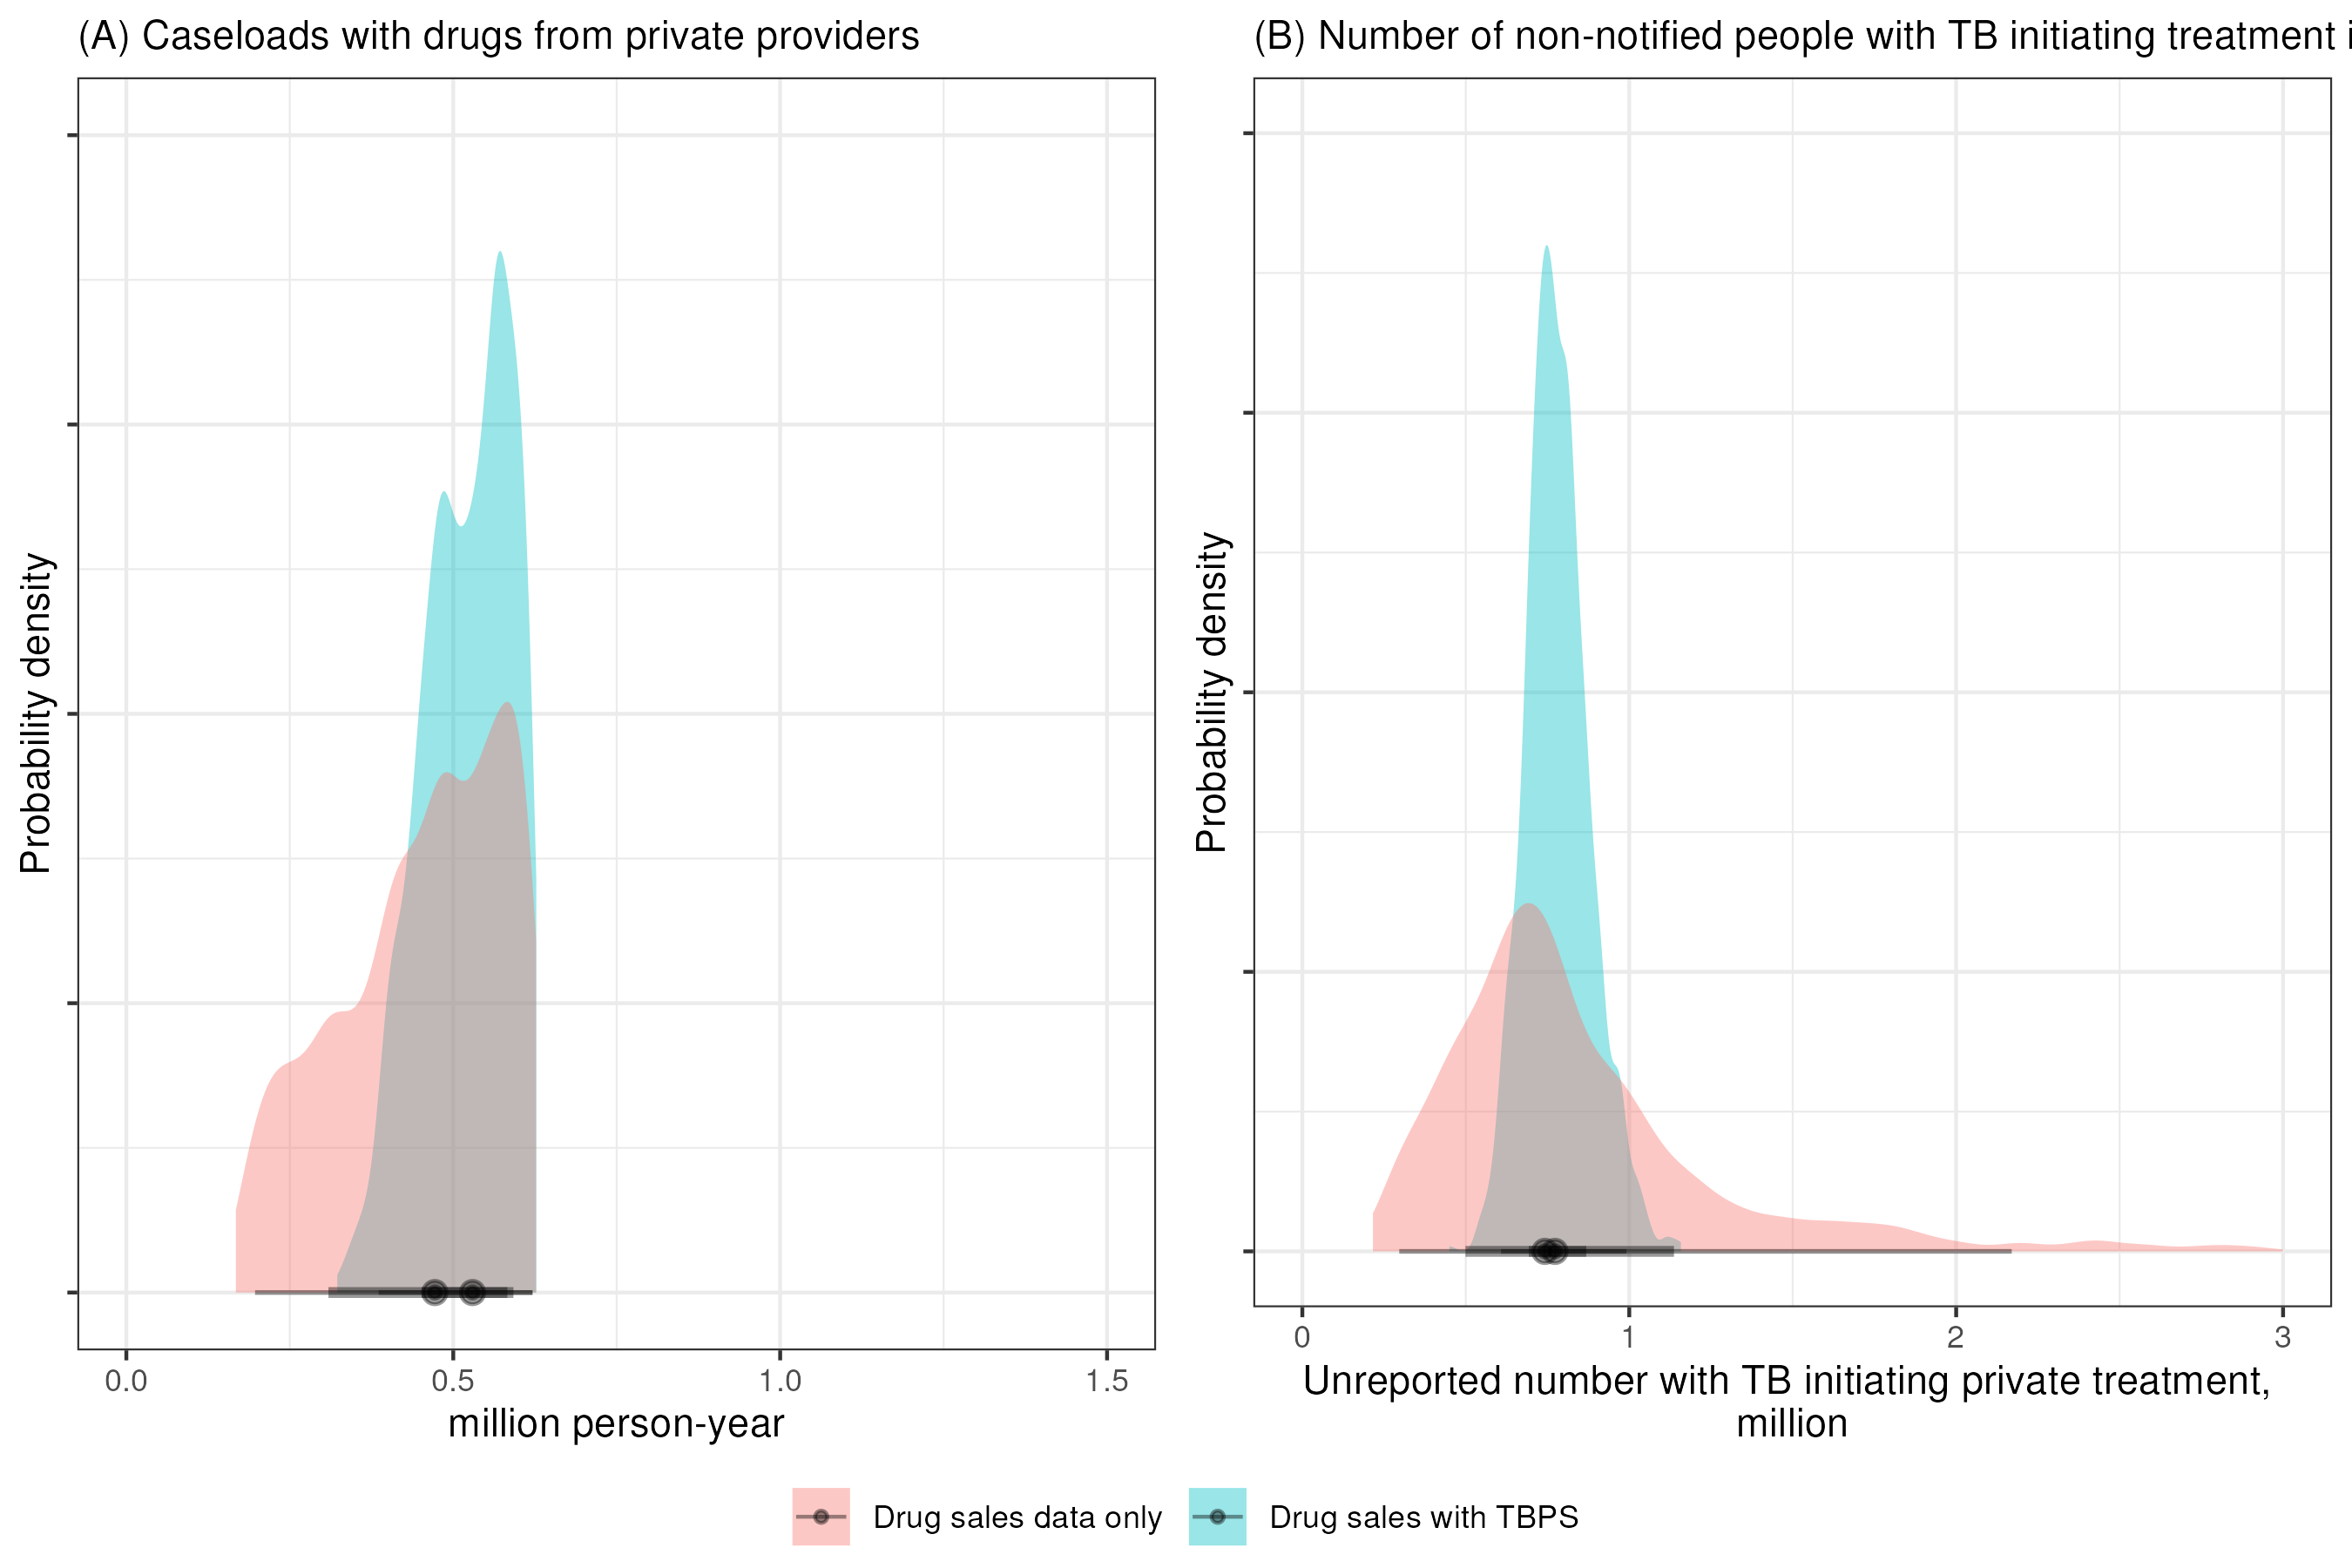 (A) Caseloads with drugs from private providers
Probability density
0.0 0.5 1.0 1.5
million person-year
(B) Number of non-notified people with TB initiating treatment
Probability density
0 1 2 3
Unreported number with TB initiating private treatment,
million
Drug sales data only
Drug sales with TBPS